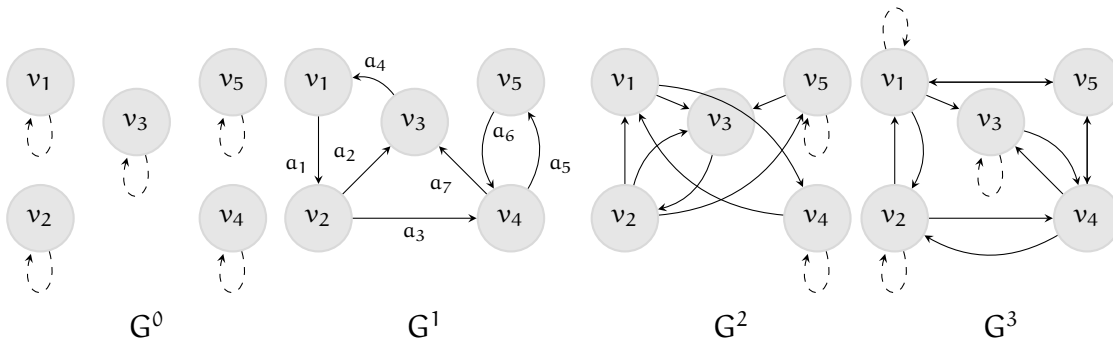 v₁ v₅ v₁ a₄ v₅ v₁ v₅ v₁ v₅
v₃ v₃ a₆ v₃ v₃
a₁ a₂ a₇ a₅
v₂ v₄ v₂ v₄ v₂ v₄ v₂ v₄
a₃
G⁰ G¹ G² G³